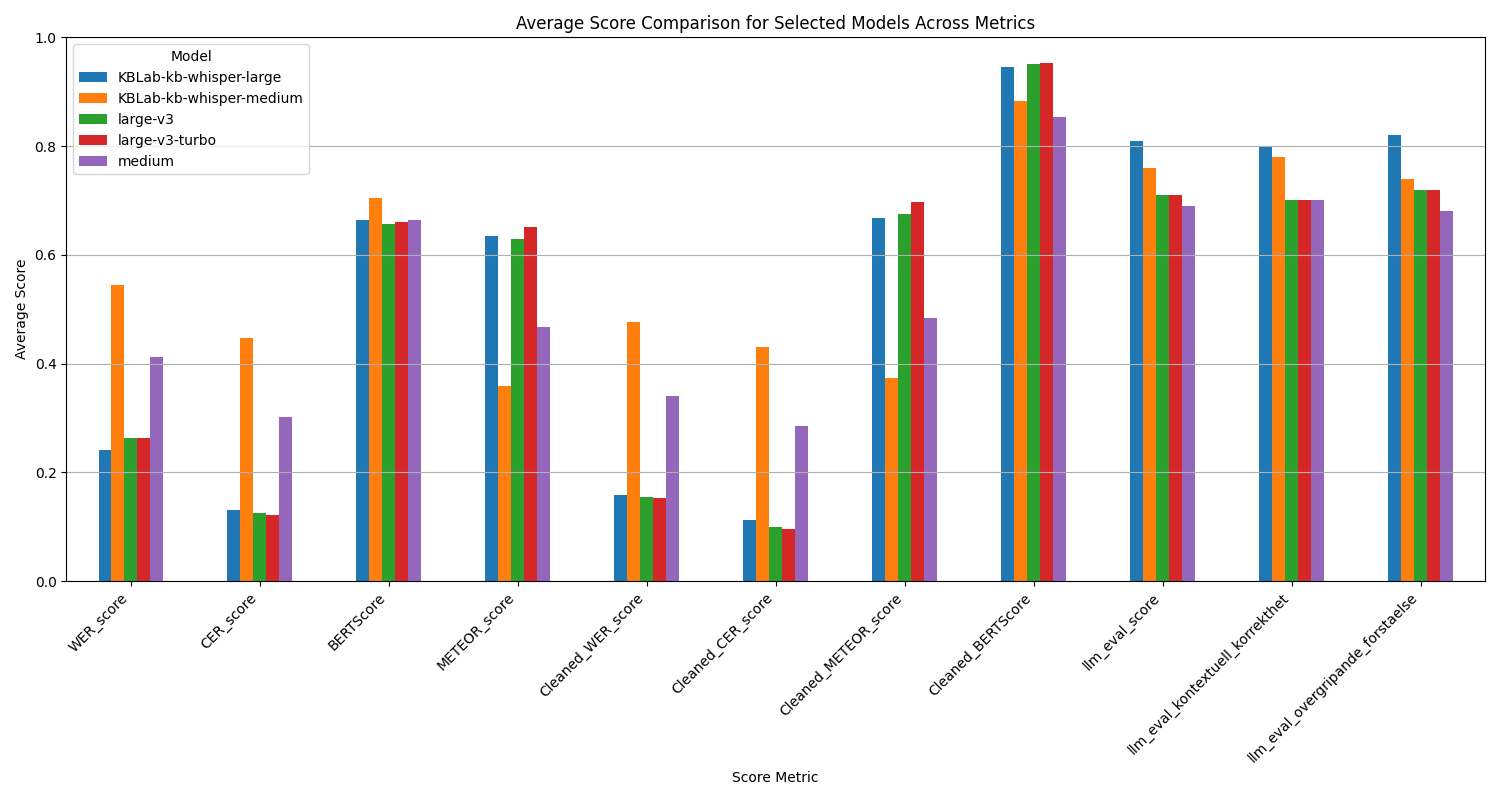 Average Score Comparison for Selected Models Across Metrics
Model
KBLab-kb-whisper-large
KBLab-kb-whisper-medium
large-v3
large-v3-turbo
medium
Average Score
1.0
0.8
0.6
0.4
0.2
0.0
WER_score
CER_score
BERTScore
METEOR_score
Cleaned_WER_score
Cleaned_CER_score
Cleaned_METEOR_score
Cleaned_BERTScore
llm_eval_score
llm_eval_kontextuell_korrekthet
llm_eval_overgripande_forstaelse
Score Metric